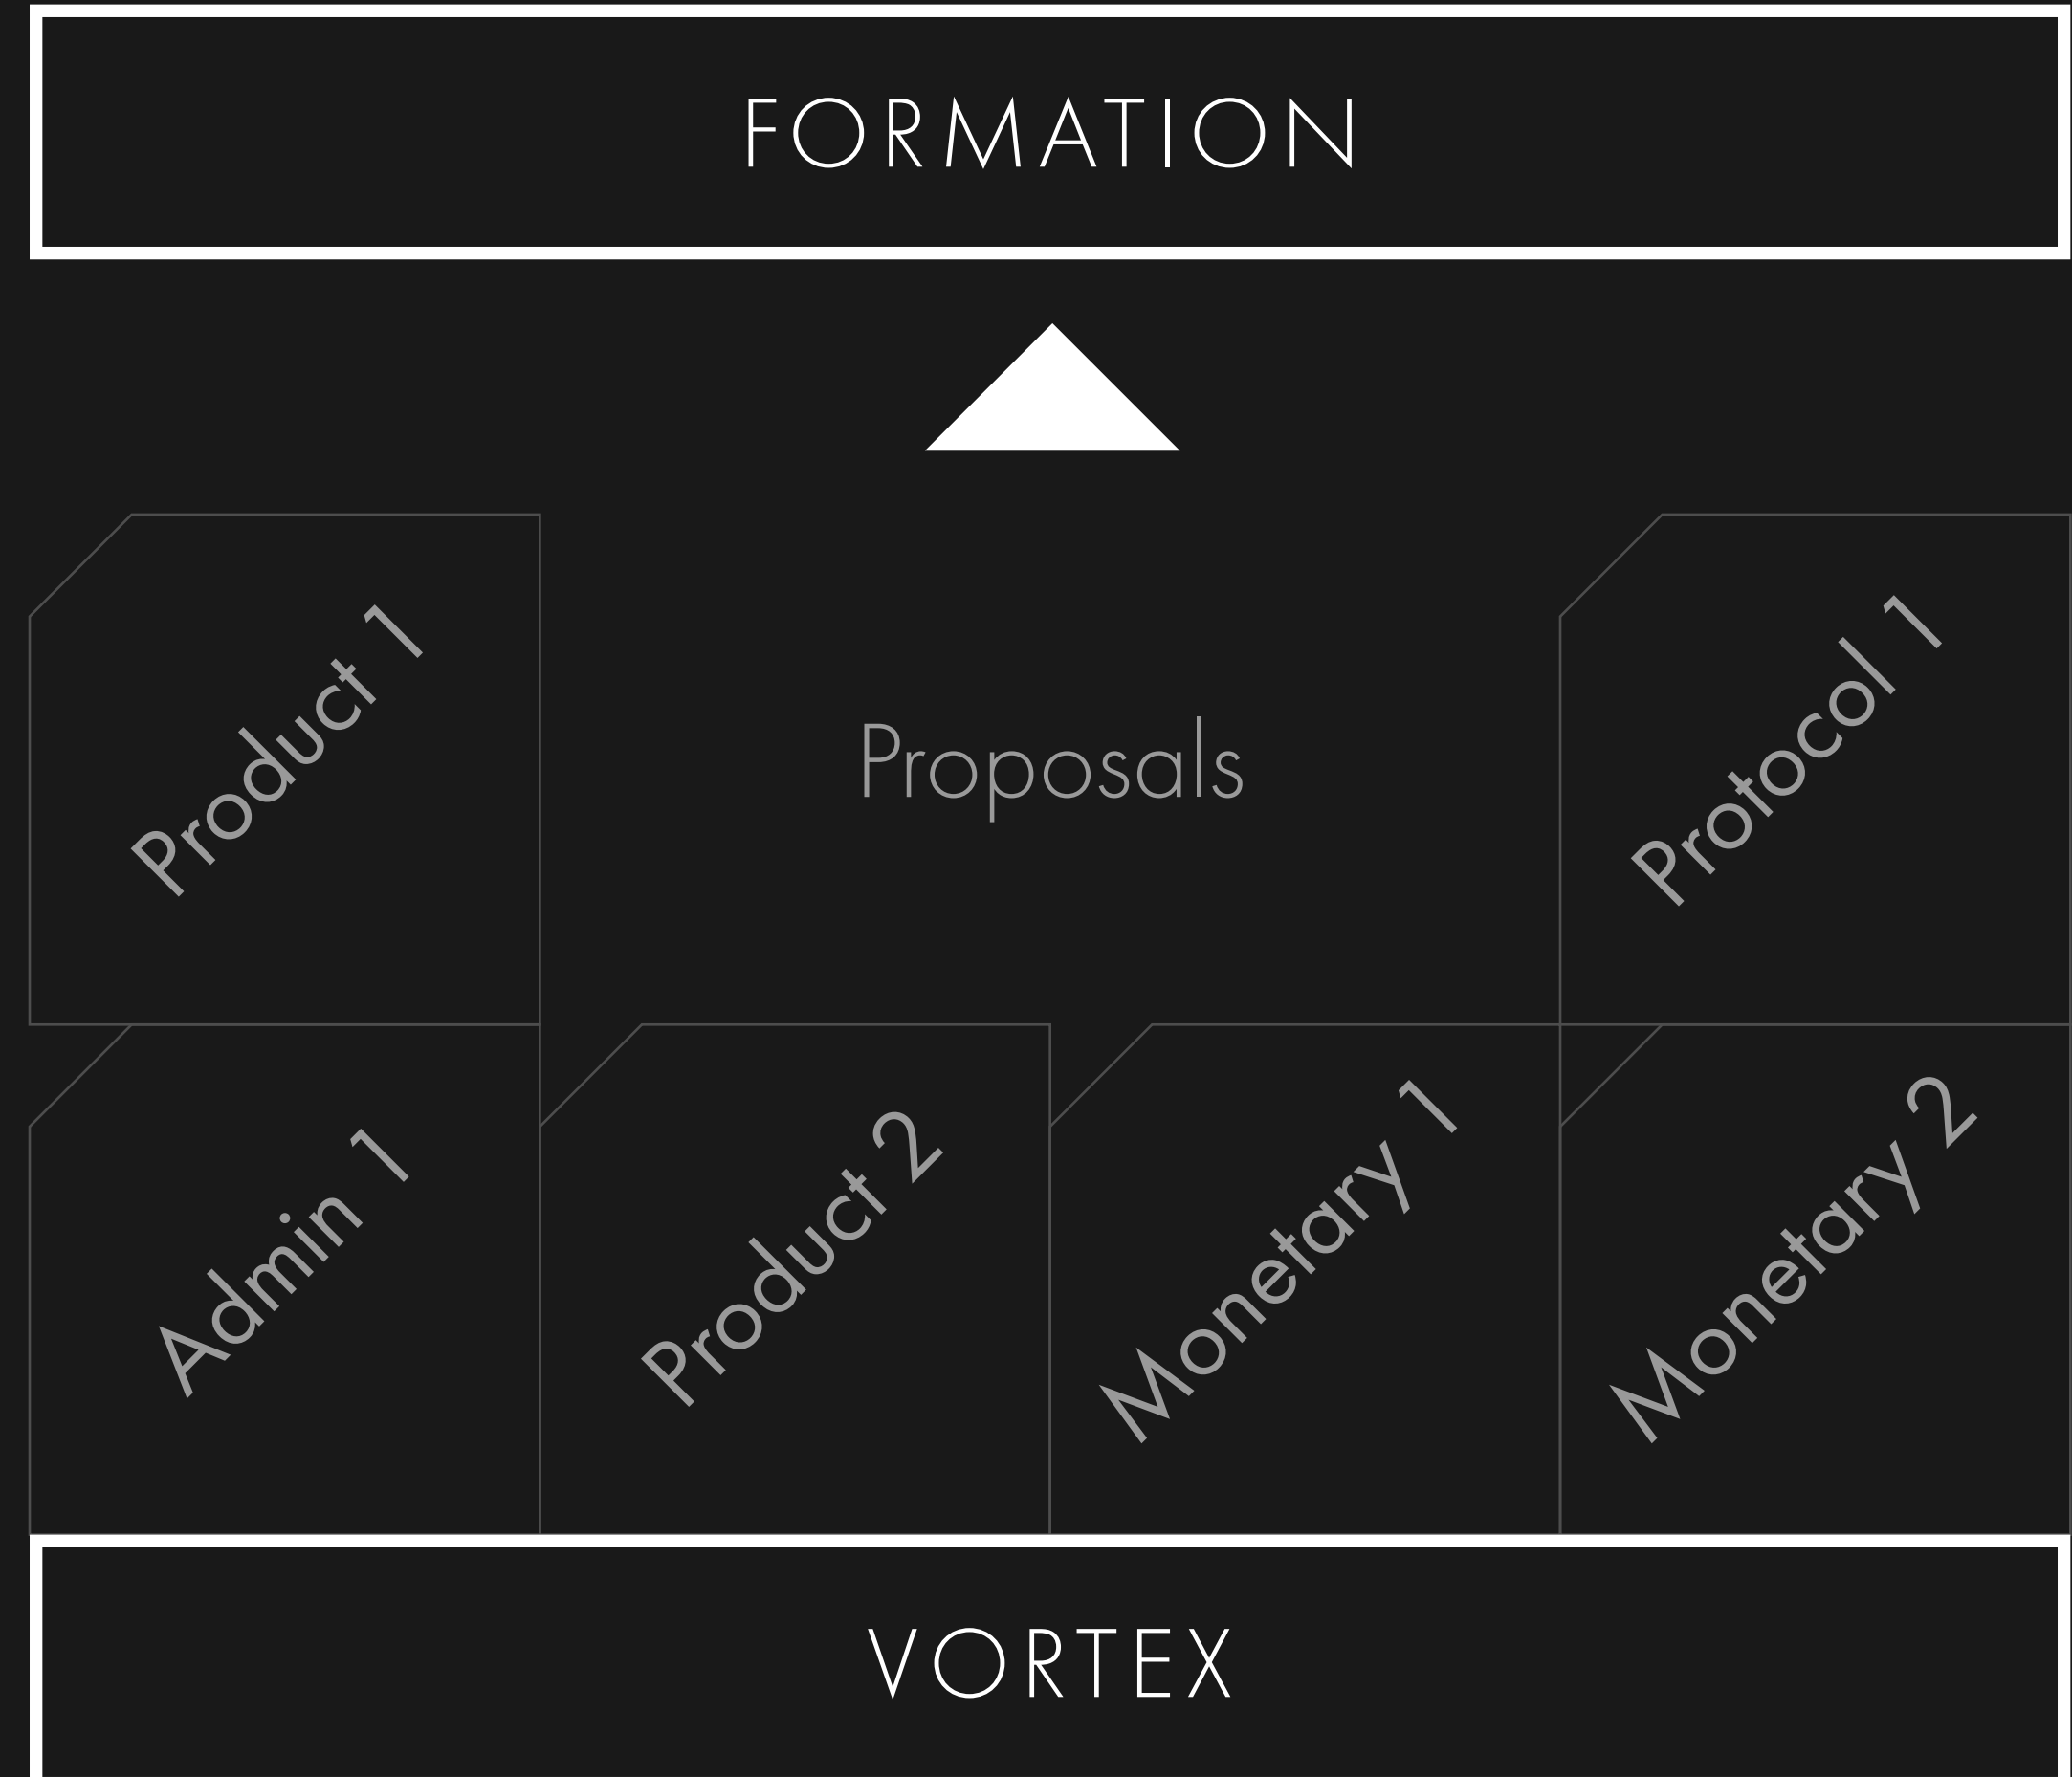 FORMATION
Product 1
Proposals
Protocol 1
Admin 1
Product 2
Monetary 1
Monetary 2
VORTEX